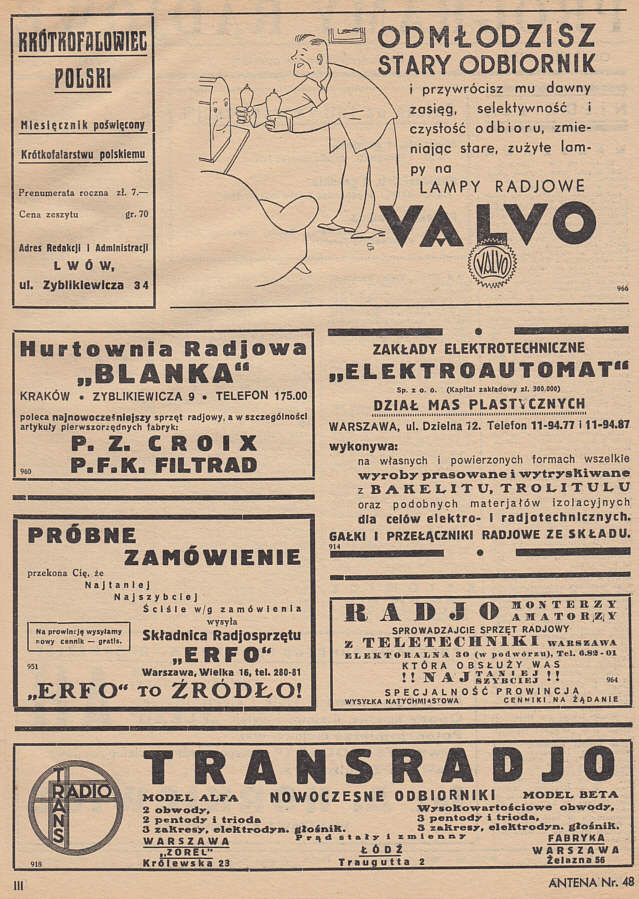 KRÓTKOFALOWIEC
POLSKI
Miesięcznik poświęcony
Krótkofalarstwu polskiemu
Prenumerata roczna zł. 7.—
Cena zeszytu gr. 70
Adres Redakcji i Administracji
LWÓW,
ul. Zyblikiewicza 34
ODMŁODZISZ
STARY ODBIORNIK
i przywrócisz mu dawny
zasięg, selektywność i
czystość odbioru, zmie-
niając stare, zużyte lam-
py na
LAMPY RADJOWE
VALVO
VALVO
966
Hurtownia Radjowa
„BLANKA“
KRAKÓW • ZYBLIKIEWICZA 9 • TELEFON 175.00
poleca najnowocześniejszy sprzęt radjowy, a w szczególności
artykuły pierwszorzędnych fabryk:
P. Z. CROIX
P.F.K. FILTRAD
960
ZAKŁADY ELEKTROTECHNICZNE
„ELEKTROAUTOMAT“
Sp. z o. o. (Kapitał zakładowy zł. 300.000)
DZIAŁ MAS PLASTYCZNYCH
WARSZAWA, ul. Dzielna 72. Telefon 11-94.77 i 11-94.87
wykonywa:
na własnych i powierzonych formach wszelkie
wyroby prasowane i wytryskiwane
z BAKELITU, TROLITULU
oraz podobnych materjałów izolacyjnych
dla celów elektro- i radjotechnicznych.
GAŁKI I PRZEŁĄCZNIKI RADJOWE ZE SKŁADU.
914
PRÓBNE
ZAMÓWIENIE
przekona Cię, że
Najtaniej
Najszybciej
Ściśle w/g zamówienia
wysyła
Na prowincję wysyłamy
nowy cennik — gratis.
Składnica Radjosprzętu
„ERFO“
951
Warszawa, Wielka 16, tel. 280-81
„ERFO“ TO ŹRÓDŁO!
RADJO MONTERZY
AMATORZY
SPROWADZAJCIE SPRZĘT RADJOWY
z TELETECHNIKI WARSZAWA
ELEKTORALNA 30 (w podwórzu), Tel. 6.82-01
KTÓRA OBSŁUŻY WAS
!! NAJ TANIEJ
SZYBCIEJ !!
964
SPECJALNOŚĆ PROWINCJA
WYSYŁKA NATYCHMIASTOWA CENNIKI NA ŻĄDANIE
TRANS
RADIO
918
TRANSRADJO
MODEL ALFA NOWOCZESNE ODBIORNIKI MODEL BETA
2 obwody, Wysokowartościowe obwody,
2 pentody i trioda 3 pentody i trioda,
3 zakresy, elektrodyn. głośnik. 3 zakresy, elektrodyn. głośnik.
Prąd stały i zmienny
WARSZAWA ŁÓDŹ FABRYKA
„ZOREL“ WARSZAWA
Królewska 23 Traugutta 2 Żelazna 56
III
ANTENA Nr. 48